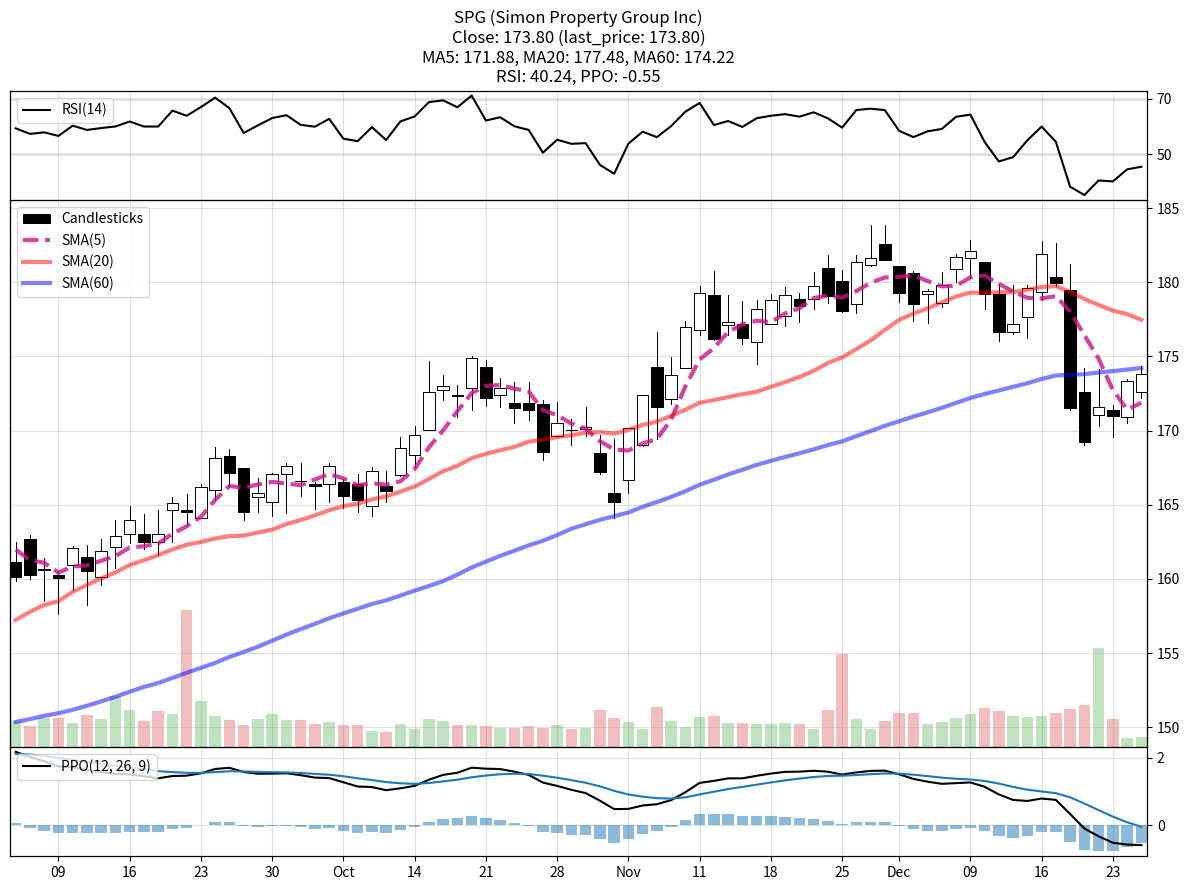 SPG (Simon Property Group Inc)
Close: 173.80 (last_price: 173.80)
MA5: 171.88, MA20: 177.48, MA60: 174.22
RSI: 40.24, PPO: -0.55
RSI(14)
70
50
Candlesticks
SMA(5)
SMA(20)
SMA(60)
185
180
175
170
165
160
155
150
PPO(12, 26, 9)
2
0
09 16 23 30 Oct 14 21 28 Nov 11 18 25 Dec 09 16 23